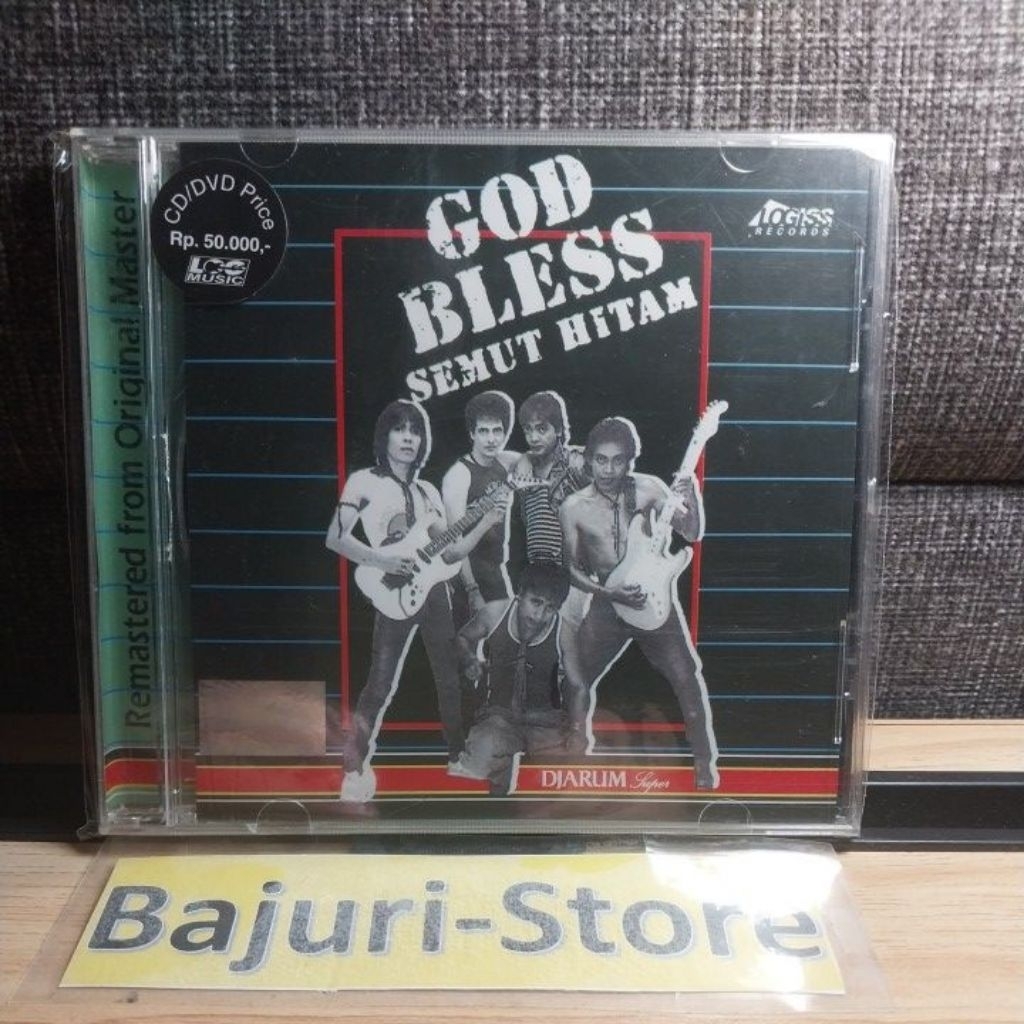 Remastered from Original Master
CD/DVD Price
Rp. 50.000,-
LOG
MUSIC
GOD
BLESS
SEMUT HiTAM
LOGISS
RECORDS
DJARUM Super
Bajuri-Store